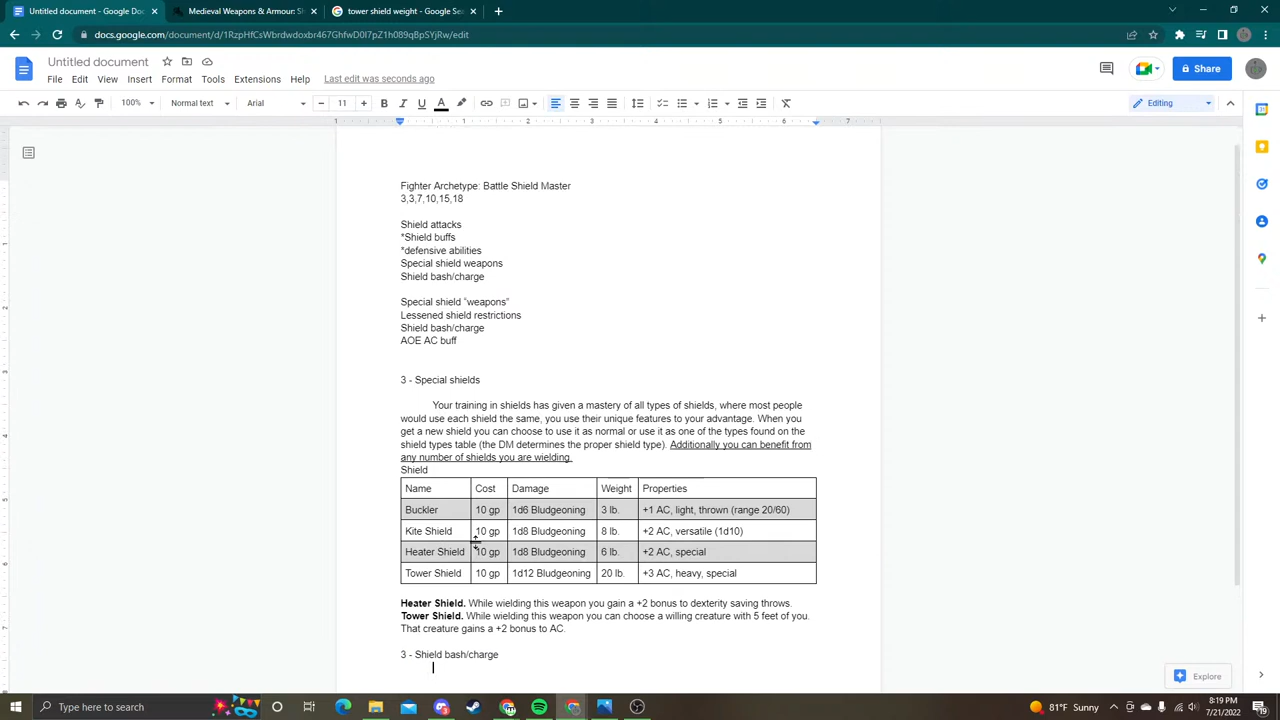 Untitled document - Google Doc
Medieval Weapons & Armour: Sh
tower shield weight - Google Se
docs.google.com/document/d/1RzpHfCsWbrdwdoxbr467GhfwD0l7pZ1h089qBpSYjRw/edit
Untitled document
File Edit View Insert Format Tools Extensions Help Last edit was seconds ago
Share
100% Normal text Arial 11 Editing
1 1 2 3 4 5 6 7
Fighter Archetype: Battle Shield Master
3,3,7,10,15,18
Shield attacks
*Shield buffs
*defensive abilities
Special shield weapons
Shield bash/charge
Special shield "weapons"
Lessened shield restrictions
Shield bash/charge
AOE AC buff
3 - Special shields
Your training in shields has given a mastery of all types of shields, where most people
would use each shield the same, you use their unique features to your advantage. When you
get a new shield you can choose to use it as normal or use it as one of the types found on the
shield types table (the DM determines the proper shield type). Additionally you can benefit from
any number of shields you are wielding.
Shield
Name Cost Damage Weight Properties
Buckler 10 gp 1d6 Bludgeoning 3 lb. +1 AC, light, thrown (range 20/60)
Kite Shield 10 gp 1d8 Bludgeoning 8 lb. +2 AC, versatile (1d10)
Heater Shield 10 gp 1d8 Bludgeoning 6 lb. +2 AC, special
Tower Shield 10 gp 1d12 Bludgeoning 20 lb. +3 AC, heavy, special
Heater Shield. While wielding this weapon you gain a +2 bonus to dexterity saving throws.
Tower Shield. While wielding this weapon you can choose a willing creature with 5 feet of you.
That creature gains a +2 bonus to AC.
3 - Shield bash/charge
Explore
Type here to search
81°F Sunny
8:19 PM
7/21/2022